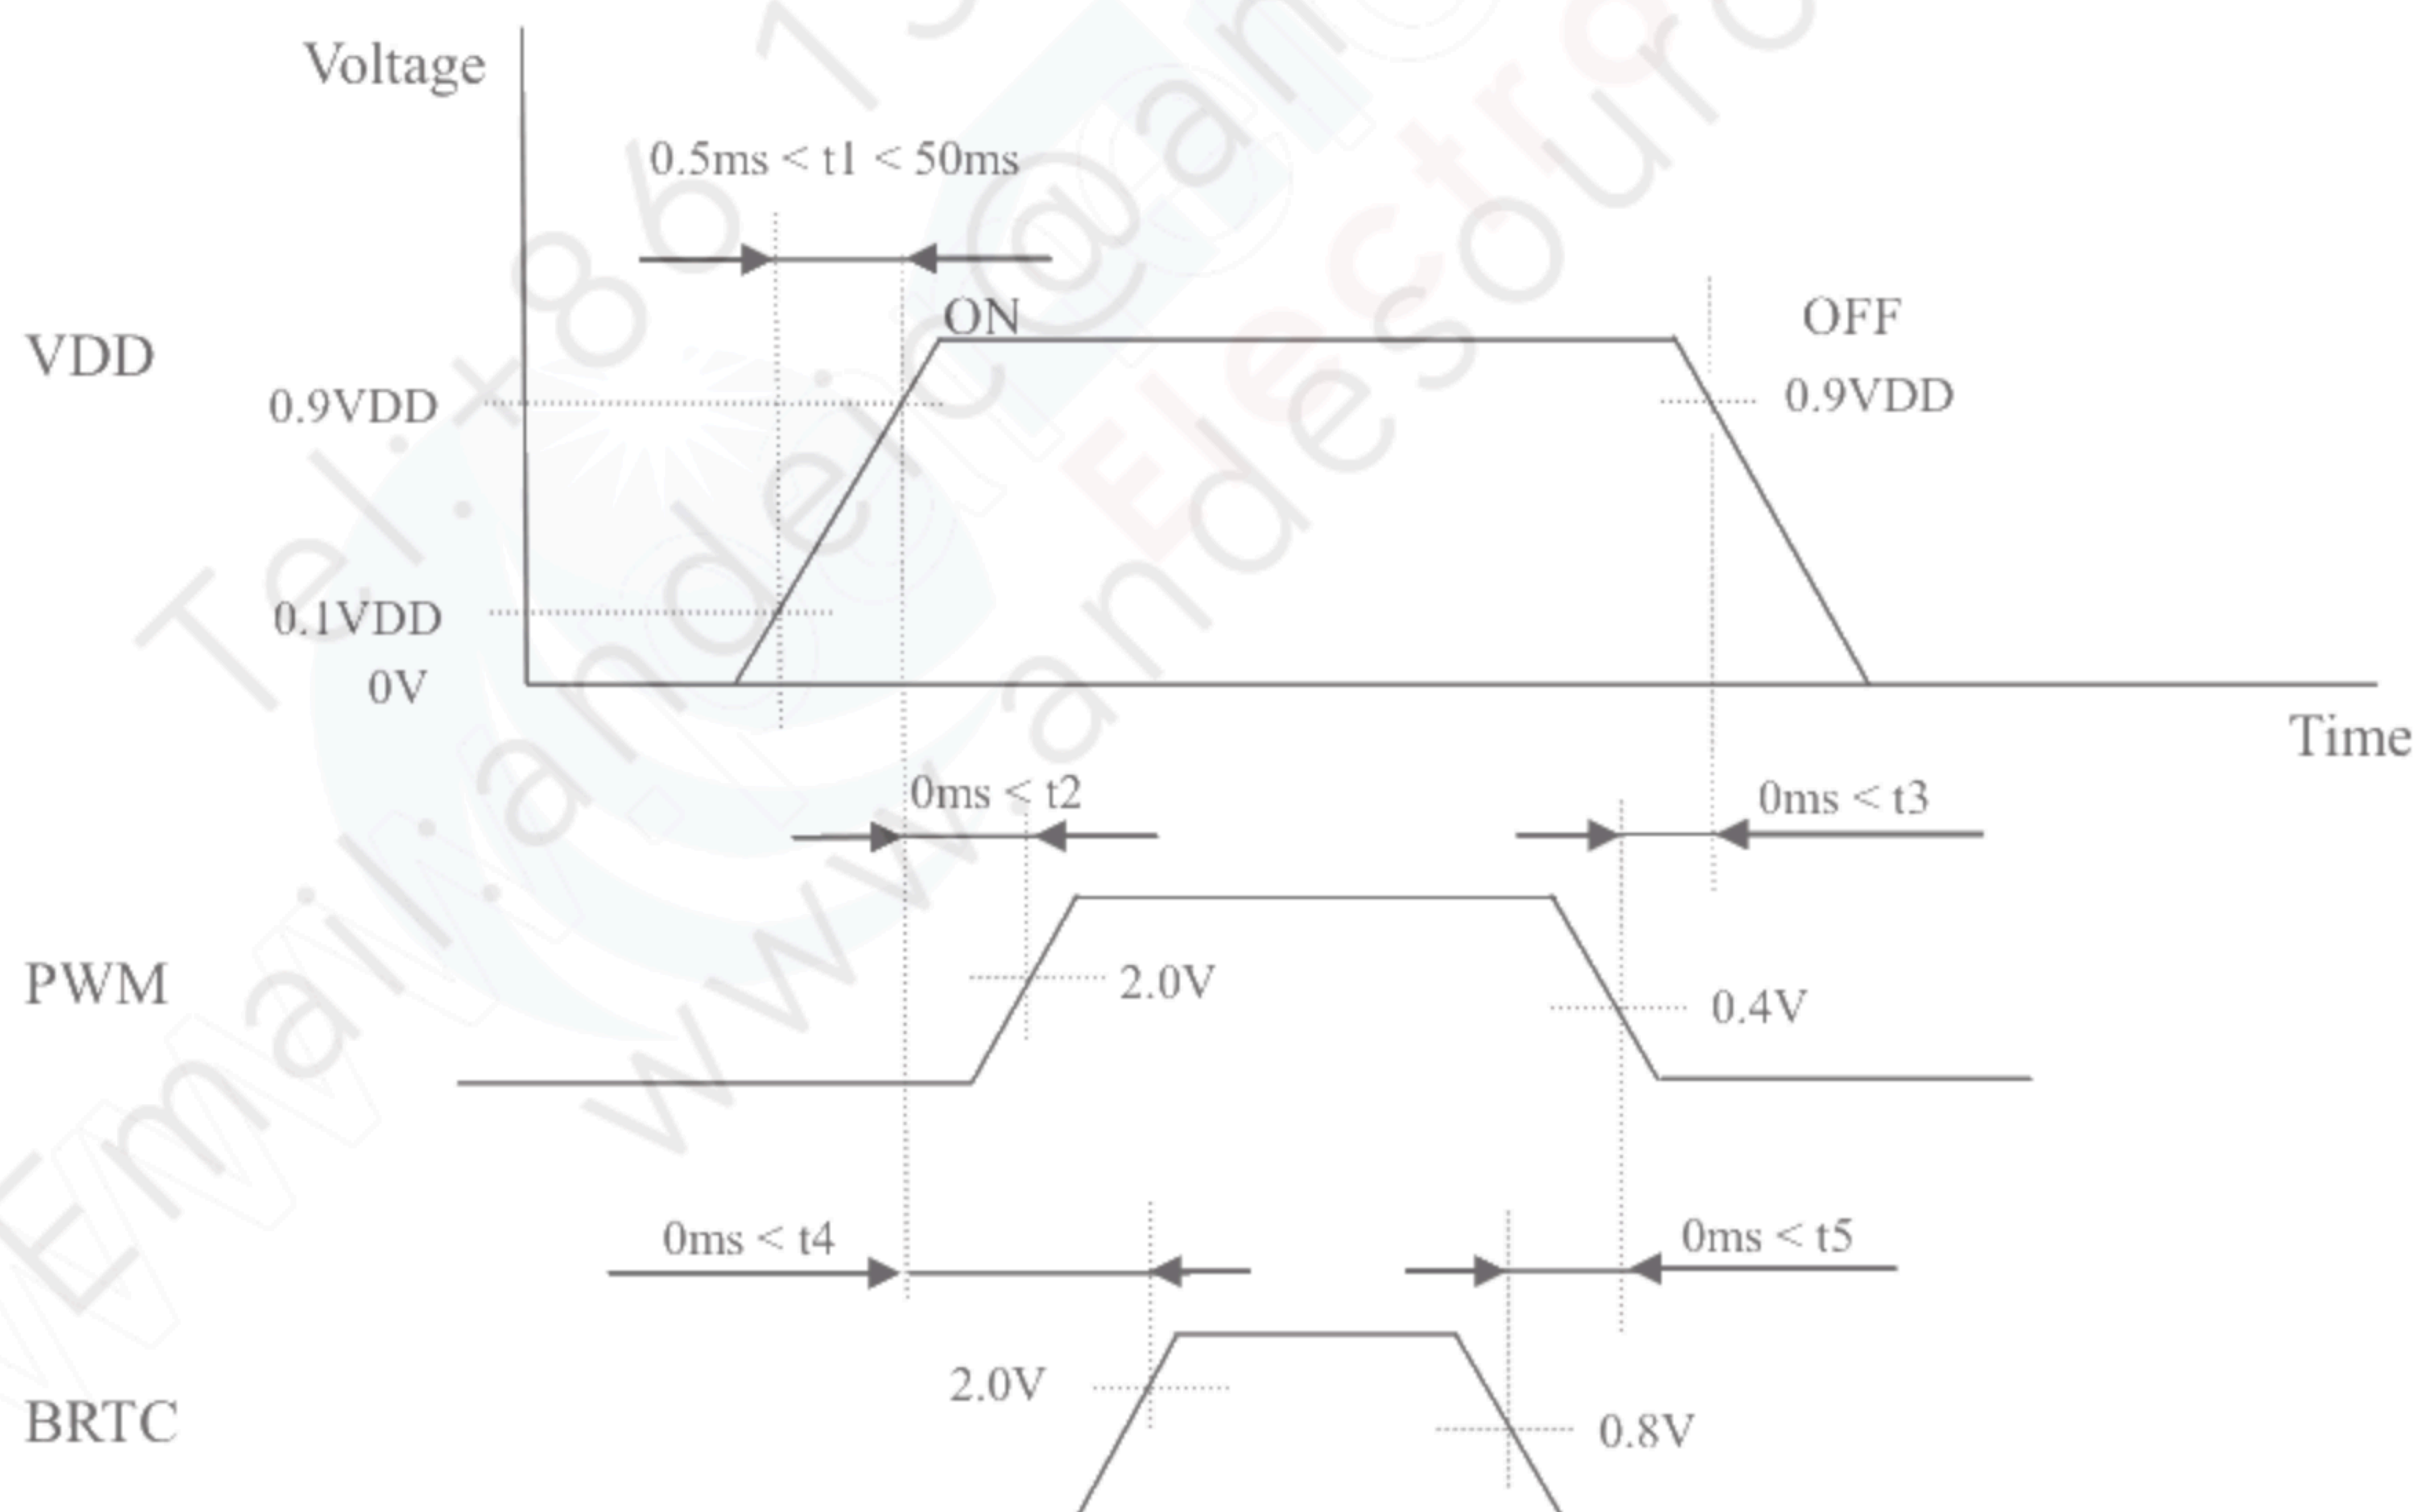 Voltage
0.5ms < t1 < 50ms
ON
OFF
VDD
0.9VDD
0.9VDD
0.1VDD
0V
Time
0ms < t2
0ms < t3
PWM
2.0V
0.4V
0ms < t4
0ms < t5
2.0V
BRTC
0.8V